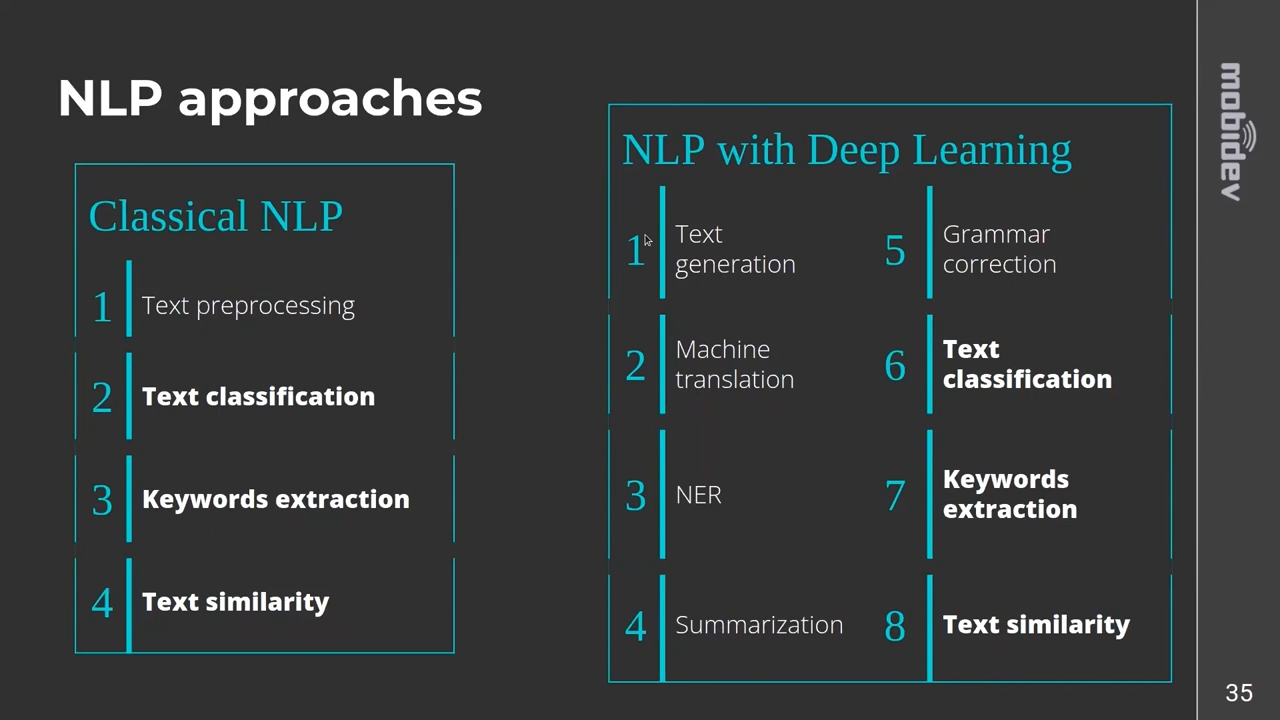 NLP approaches
Classical NLP
1 Text preprocessing
2 Text classification
3 Keywords extraction
4 Text similarity
NLP with Deep Learning
1 Text
generation
2 Machine
translation
3 NER
4 Summarization
5 Grammar
correction
6 Text
classification
7 Keywords
extraction
8 Text similarity
mobidev
35